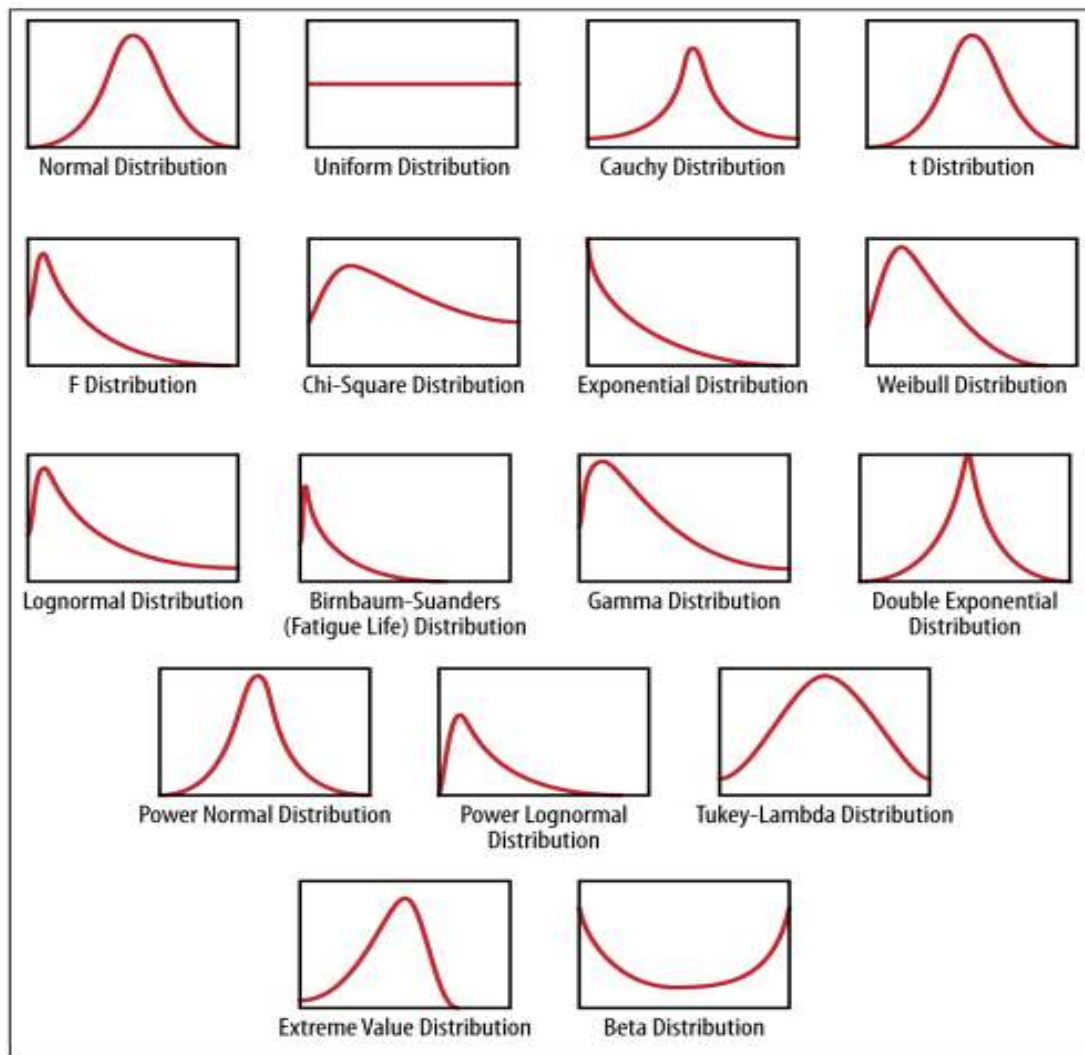 Normal Distribution
Uniform Distribution
Cauchy Distribution
t Distribution
F Distribution
Chi-Square Distribution
Exponential Distribution
Weibull Distribution
Lognormal Distribution
Birnbaum-Suanders
(Fatigue Life) Distribution
Gamma Distribution
Double Exponential
Distribution
Power Normal Distribution
Power Lognormal
Distribution
Tukey-Lambda Distribution
Extreme Value Distribution
Beta Distribution